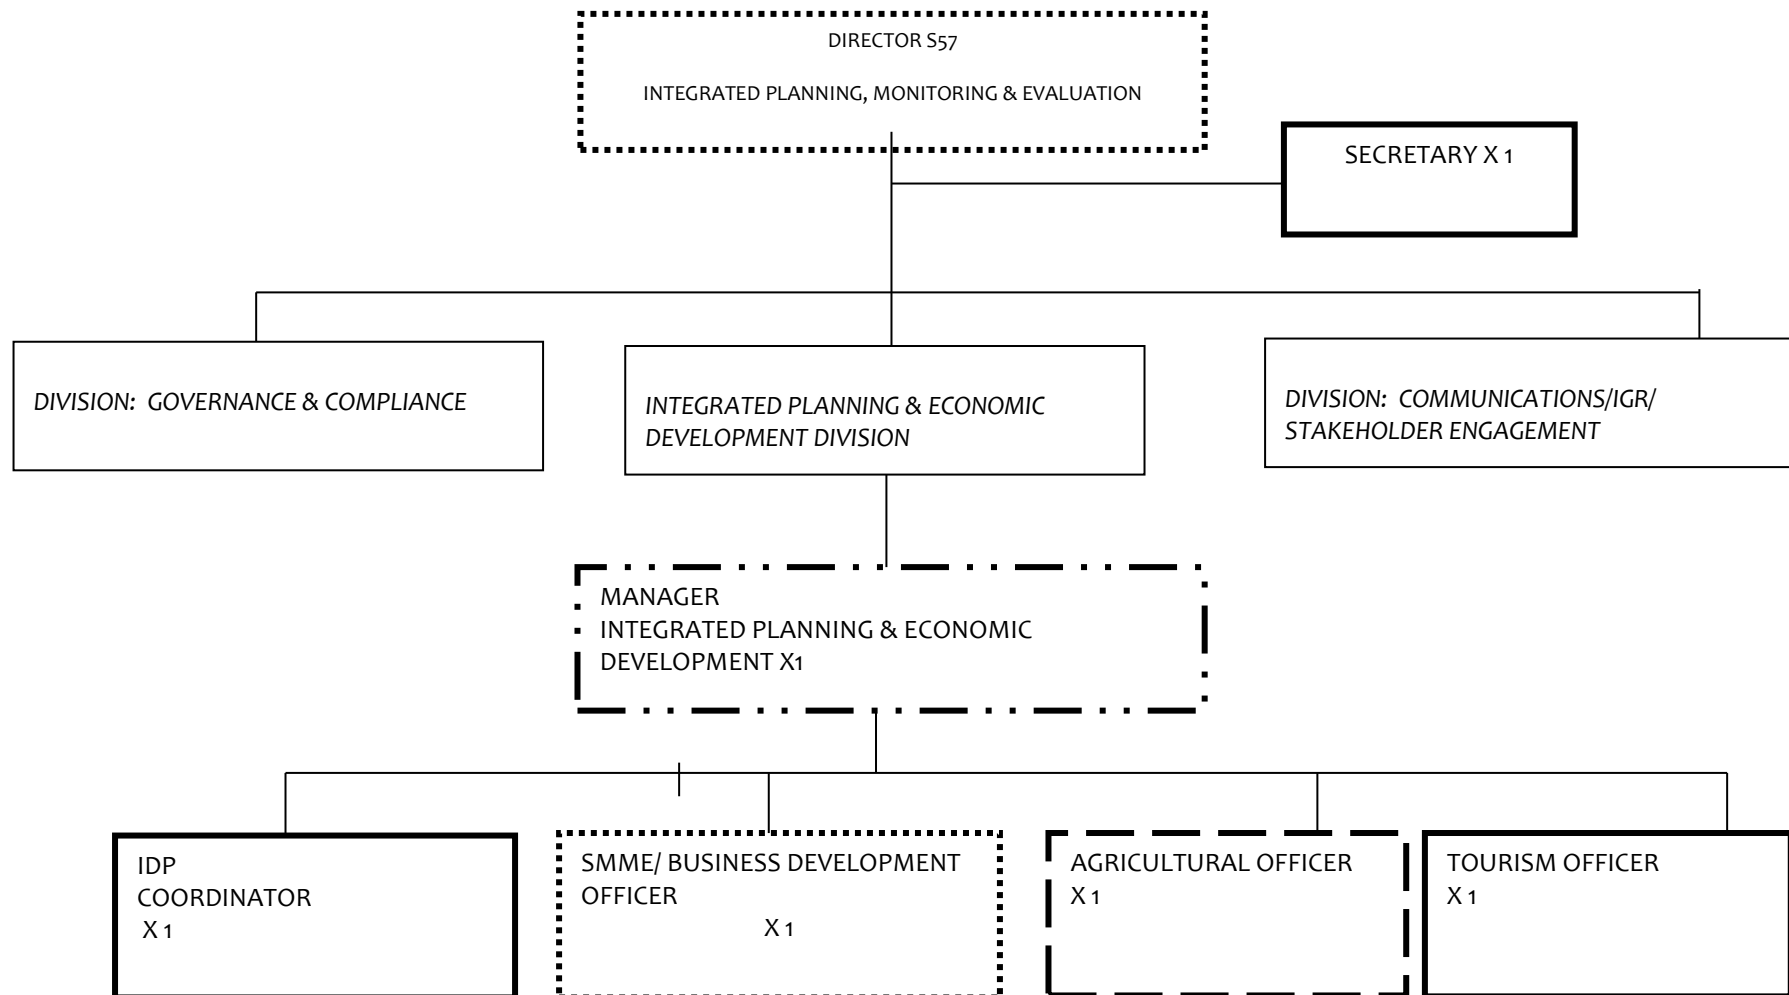 DIRECTOR S57
INTEGRATED PLANNING, MONITORING & EVALUATION
SECRETARY X 1
DIVISION:  GOVERNANCE & COMPLIANCE
INTEGRATED PLANNING & ECONOMIC
DEVELOPMENT DIVISION
DIVISION:  COMMUNICATIONS/IGR/
STAKEHOLDER ENGAGEMENT
MANAGER
INTEGRATED PLANNING & ECONOMIC
DEVELOPMENT X1
IDP
COORDINATOR
X 1
SMME/ BUSINESS DEVELOPMENT
OFFICER
X 1
AGRICULTURAL OFFICER
X 1
TOURISM OFFICER
X 1